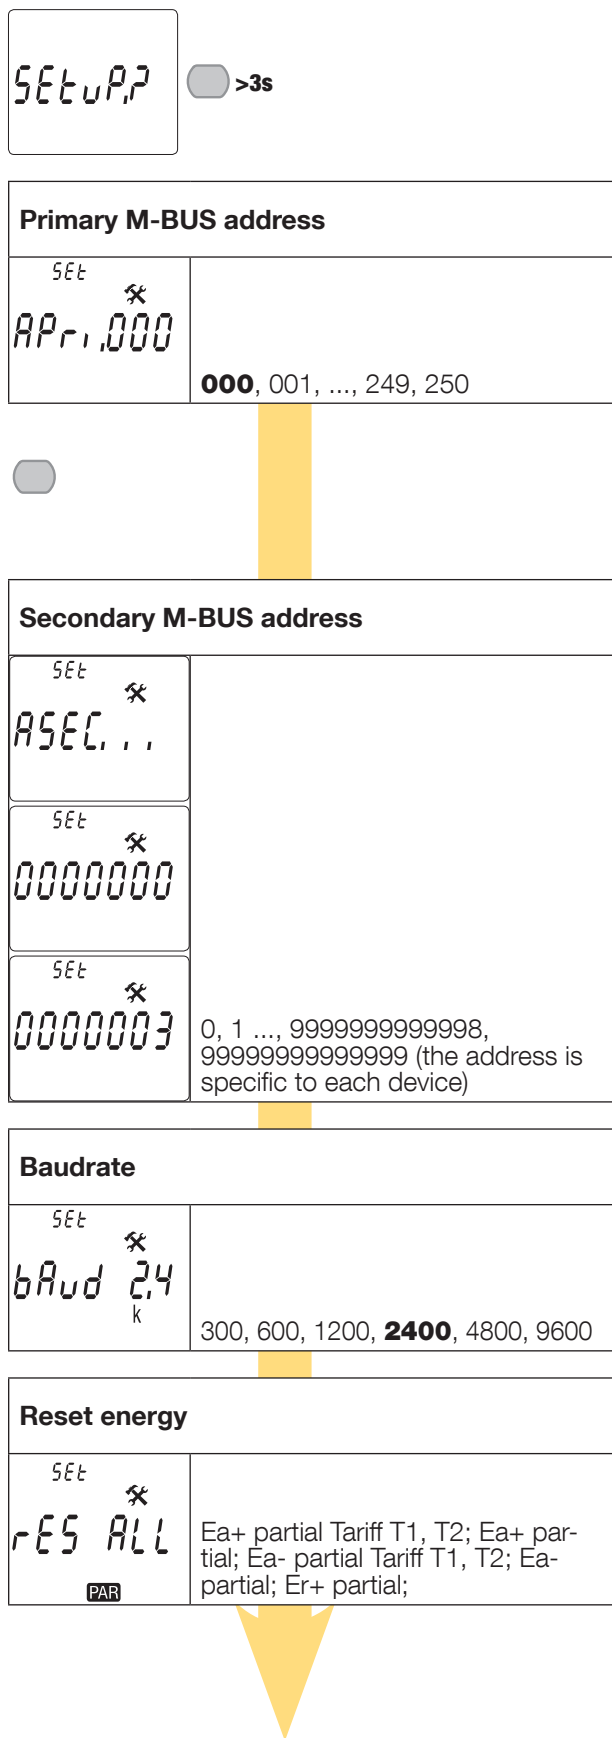 SEtuP.?
>3s
Primary M-BUS address
SEt
APri.000
000, 001, ..., 249, 250
Secondary M-BUS address
SEt
ASEC...
SEt
0000000
SEt
0000003
0, 1 ..., 9999999999998,
99999999999999 (the address is
specific to each device)
Baudrate
SEt
bAud 2.4
k
300, 600, 1200, 2400, 4800, 9600
Reset energy
SEt
rES ALL
PAR
Ea+ partial Tariff T1, T2; Ea+ par-
tial; Ea- partial Tariff T1, T2; Ea-
partial; Er+ partial;